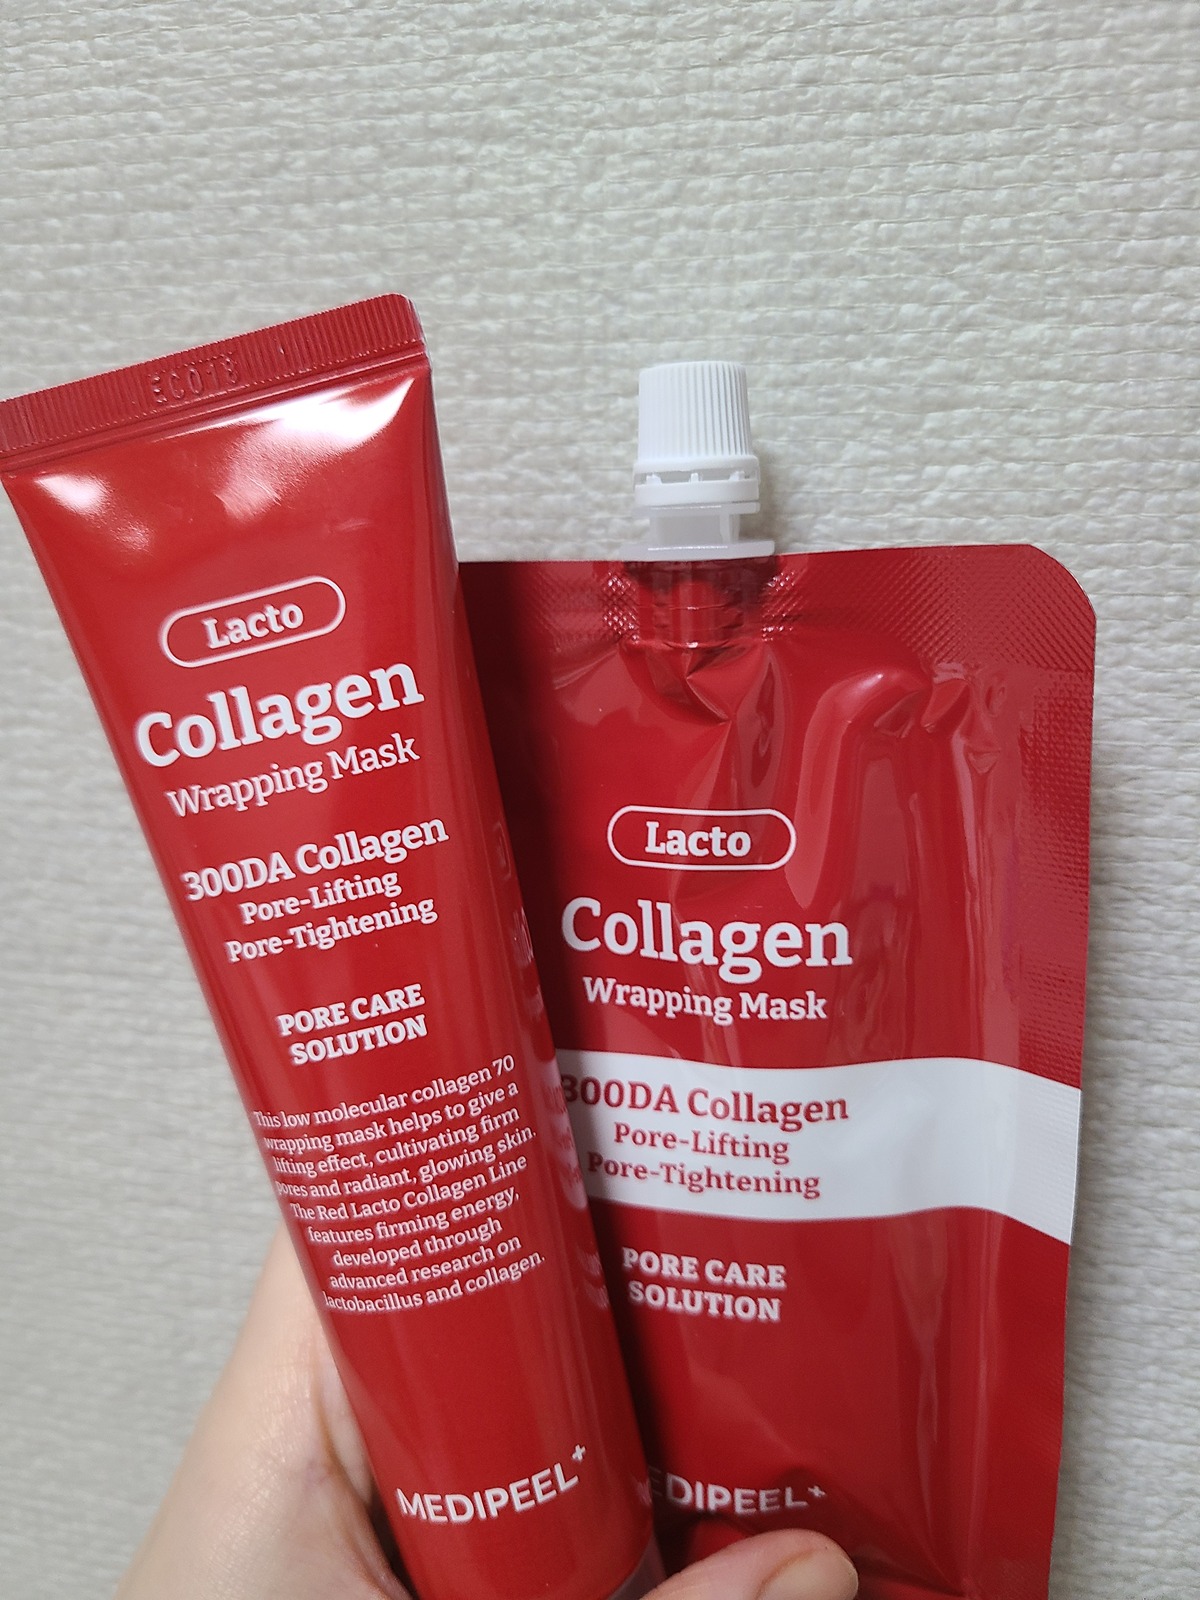 EC018
Lacto
Collagen
Wrapping Mask
300DA Collagen
Pore-Lifting
Pore-Tightening
PORE CARE
SOLUTION
This low molecular collagen 70
wrapping mask helps to give a
lifting effect, cultivating firm
pores and radiant, glowing skin.
The Red Lacto Collagen Line
features firming energy,
developed through
advanced research on
lactobacillus and collagen.
MEDIPEEL+
Lacto
Collagen
Wrapping Mask
300DA Collagen
Pore-Lifting
Pore-Tightening
PORE CARE
SOLUTION
MEDIPEEL+